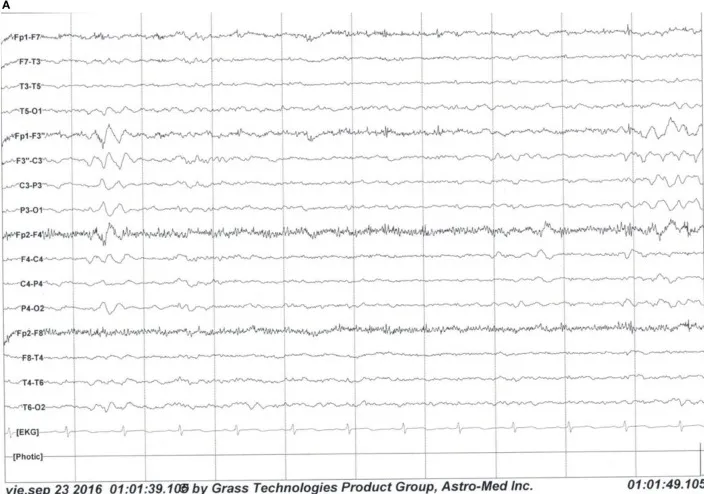 A
Fp1-F7
F7-T3
T3-T5
T5-O1
Fp1-F3"
F3"-C3
C3-P3
P3-O1
Fp2-F4
F4-C4
C4-P4
P4-O2
Fp2-F8
F8-T4
T4-T6
T6-O2
[EKG]
[Photic]
vie,sep 23 2016 01:01:39.105 by Grass Technologies Product Group, Astro-Med Inc. 01:01:49.105